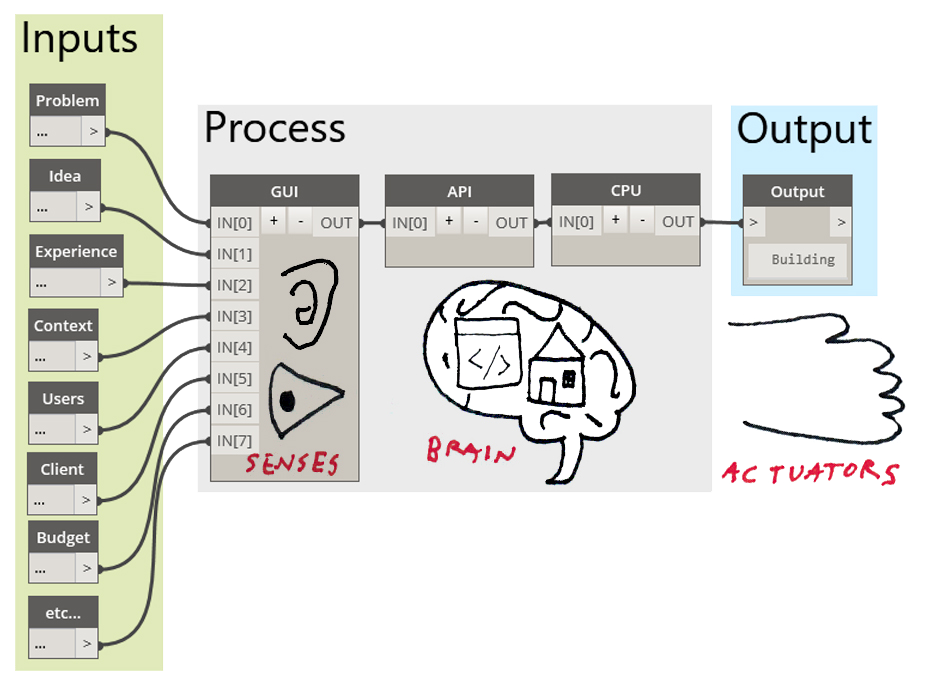 Inputs
Problem
... >
Idea
... >
Experience
... >
Context
... >
Users
... >
Client
... >
Budget
... >
etc...
... >
Process
GUI
IN[0] + - OUT
IN[1]
IN[2]
IN[3]
IN[4]
IN[5]
IN[6]
IN[7]
SENSES
API
IN[0] + - OUT
CPU
IN[0] + - OUT
</>
BRAIN
Output
Output
> >
Building
ACTUATORS